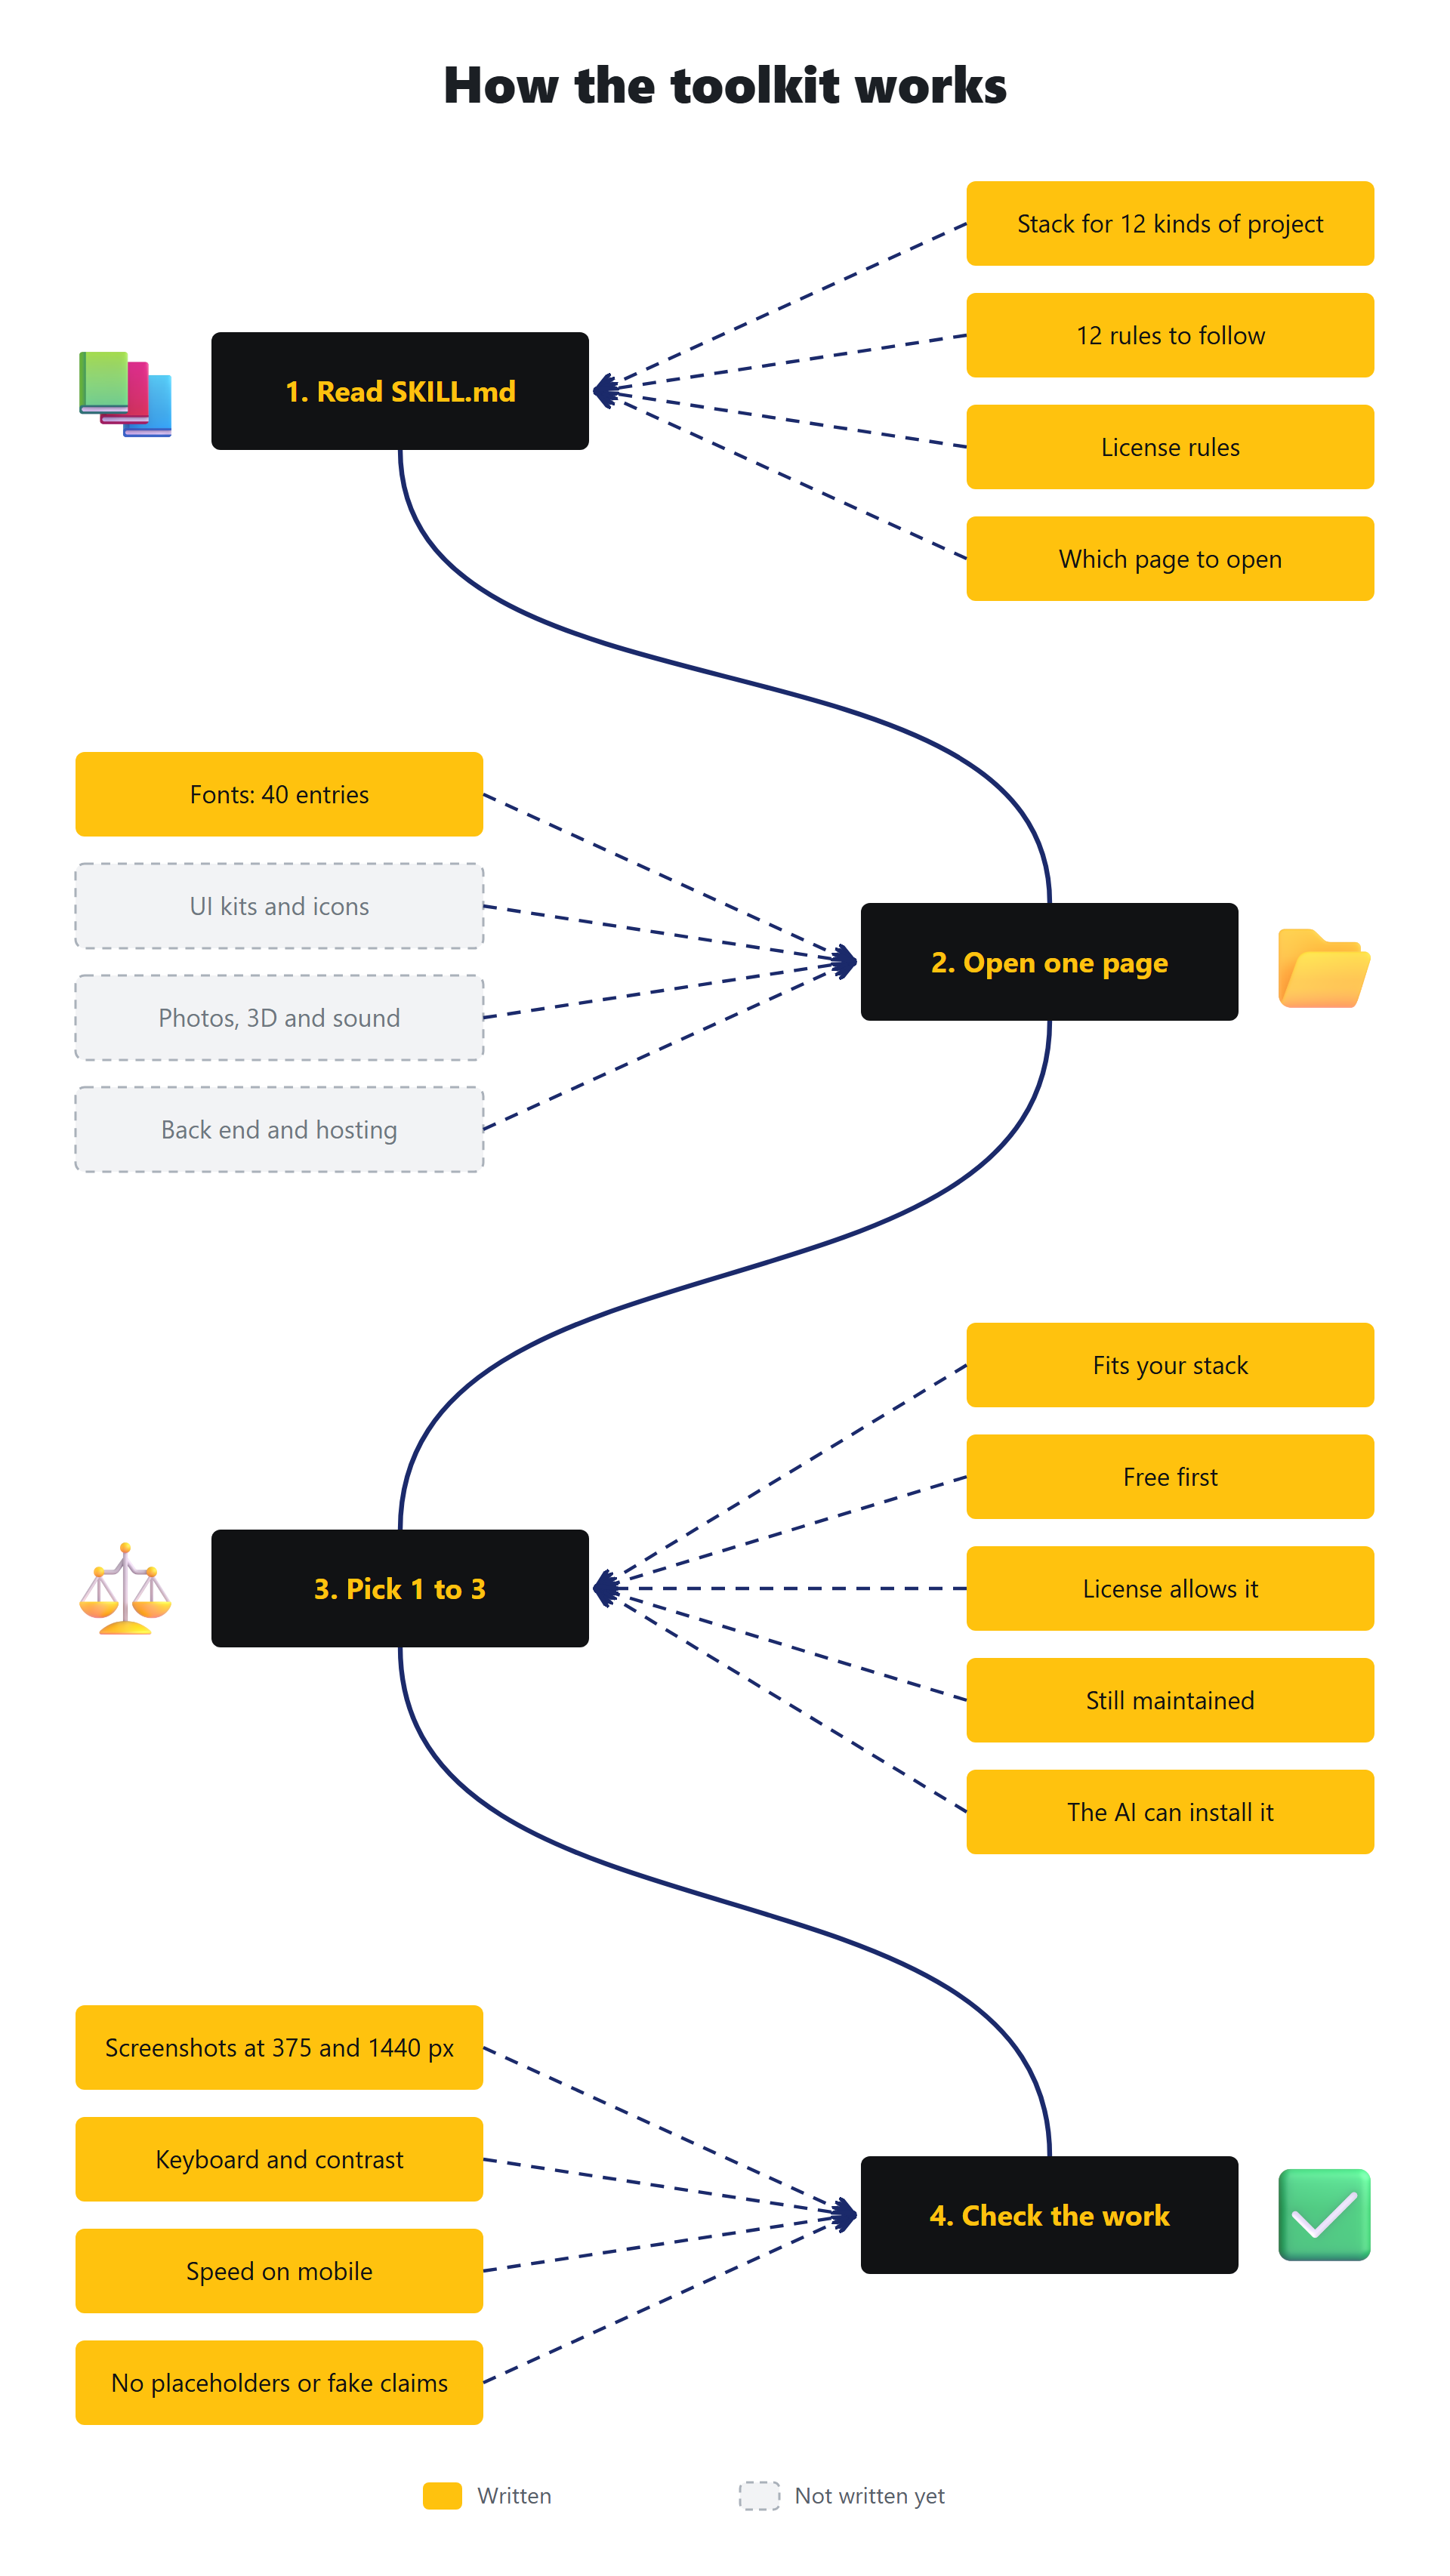 How the toolkit works
Stack for 12 kinds of project
12 rules to follow
1. Read SKILL.md
License rules
Which page to open
Fonts: 40 entries
UI kits and icons
2. Open one page
Photos, 3D and sound
Back end and hosting
Fits your stack
Free first
3. Pick 1 to 3
License allows it
Still maintained
The AI can install it
Screenshots at 375 and 1440 px
Keyboard and contrast
4. Check the work
Speed on mobile
No placeholders or fake claims
Written
Not written yet